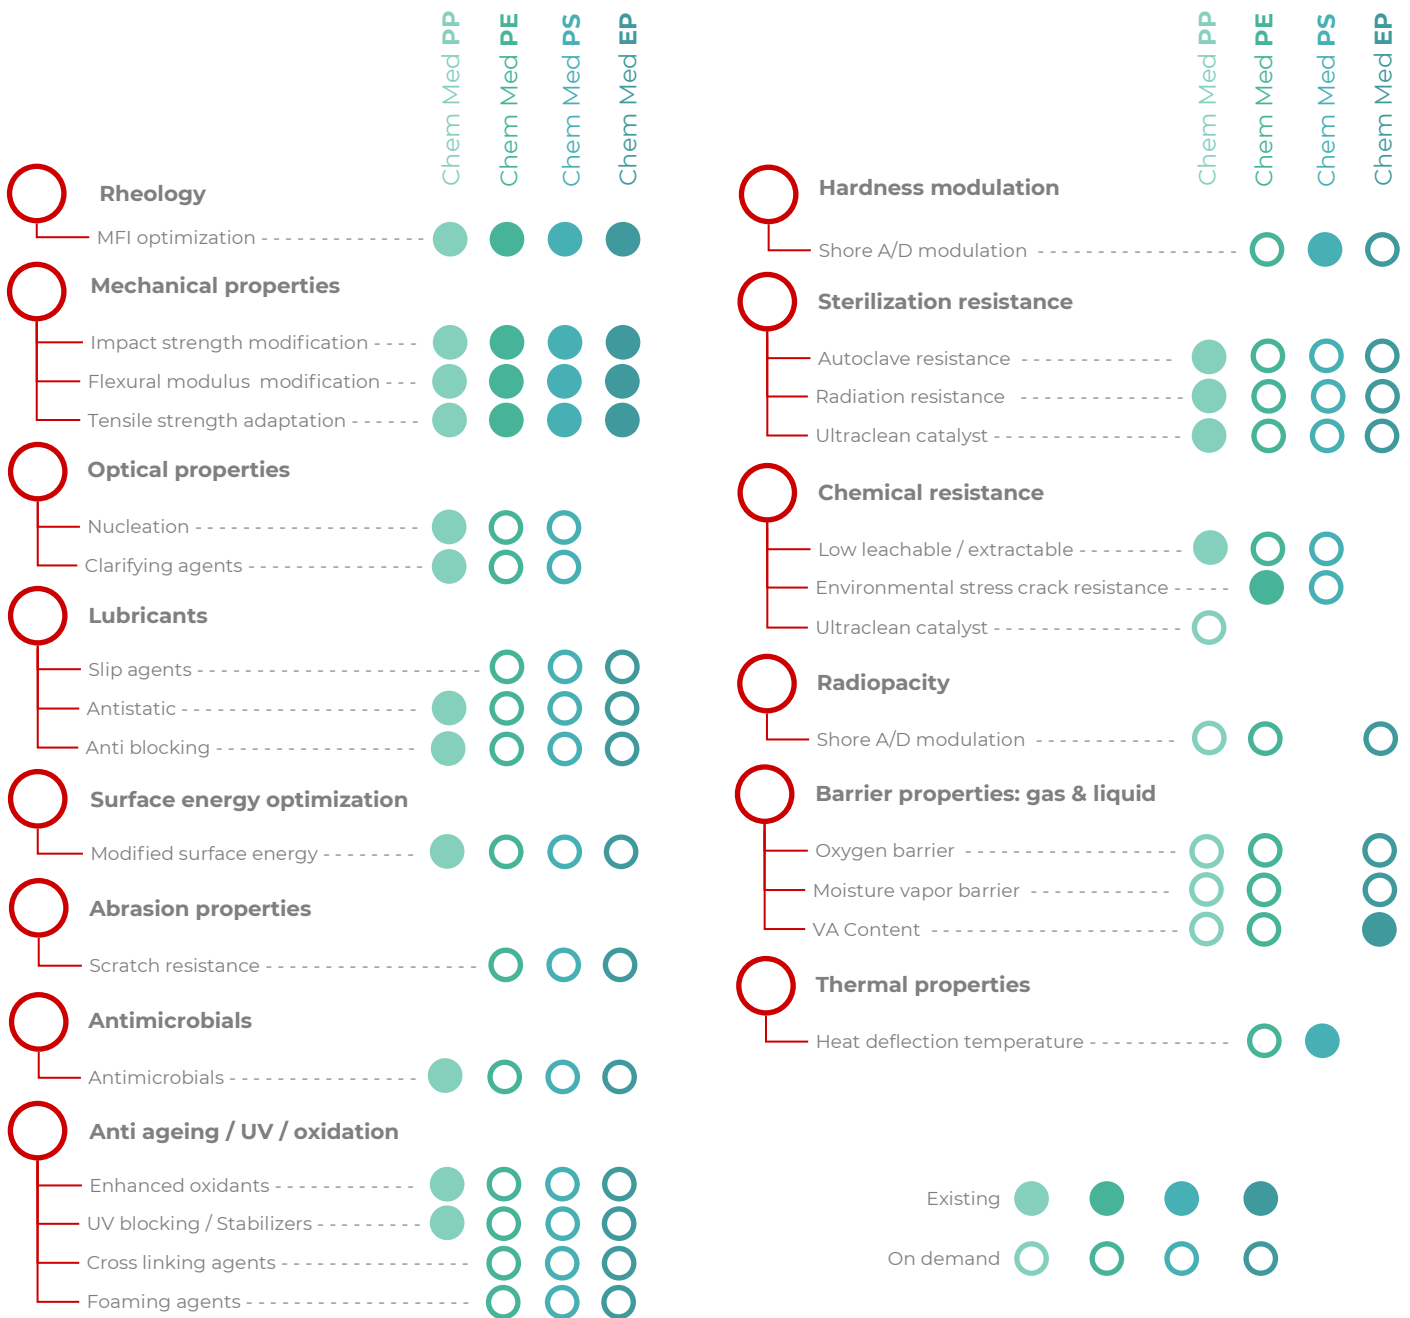 Chem Med PP
Chem Med PE
Chem Med PS
Chem Med EP
Rheology
MFI optimization
Mechanical properties
Impact strength modification
Flexural modulus modification
Tensile strength adaptation
Optical properties
Nucleation
Clarifying agents
Lubricants
Slip agents
Antistatic
Anti blocking
Surface energy optimization
Modified surface energy
Abrasion properties
Scratch resistance
Antimicrobials
Antimicrobials
Anti ageing / UV / oxidation
Enhanced oxidants
UV blocking / Stabilizers
Cross linking agents
Foaming agents
Chem Med PP
Chem Med PE
Chem Med PS
Chem Med EP
Hardness modulation
Shore A/D modulation
Sterilization resistance
Autoclave resistance
Radiation resistance
Ultraclean catalyst
Chemical resistance
Low leachable / extractable
Environmental stress crack resistance
Ultraclean catalyst
Radiopacity
Shore A/D modulation
Barrier properties: gas & liquid
Oxygen barrier
Moisture vapor barrier
VA Content
Thermal properties
Heat deflection temperature
Existing
On demand